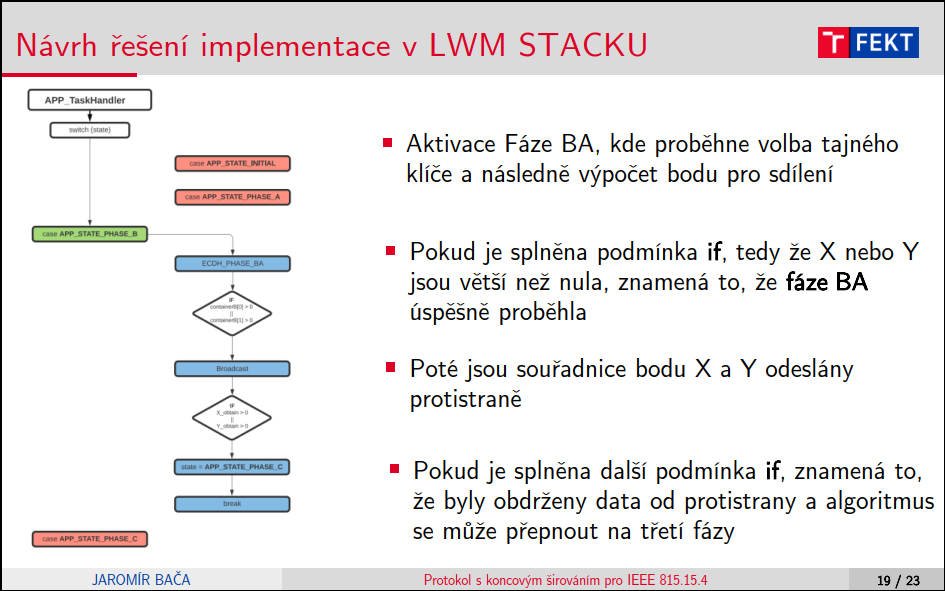 Návrh řešení implementace v LWM STACKU
T FEKT
APP_TaskHandler
switch (state)
case APP_STATE_INITIAL
case APP_STATE_PHASE_A
case APP_STATE_PHASE_B
ECDH_PHASE_BA
IF
containerB[0] > 0
||
containerB[1] > 0
Broadcast
IF
X_obtain > 0
||
Y_obtain > 0
state = APP_STATE_PHASE_C
break
case APP_STATE_PHASE_C
Aktivace Fáze BA, kde proběhne volba tajného
klíče a následně výpočet bodu pro sdílení
Pokud je splněna podmínka if, tedy že X nebo Y
jsou větší než nula, znamená to, že fáze BA
úspěšně proběhla
Poté jsou souřadnice bodu X a Y odeslány
protistraně
Pokud je splněna další podmínka if, znamená to,
že byly obdrženy data od protistrany a algoritmus
se může přepnout na třetí fázy
JAROMÍR BAČA
Protokol s koncovým širováním pro IEEE 815.15.4
19 / 23